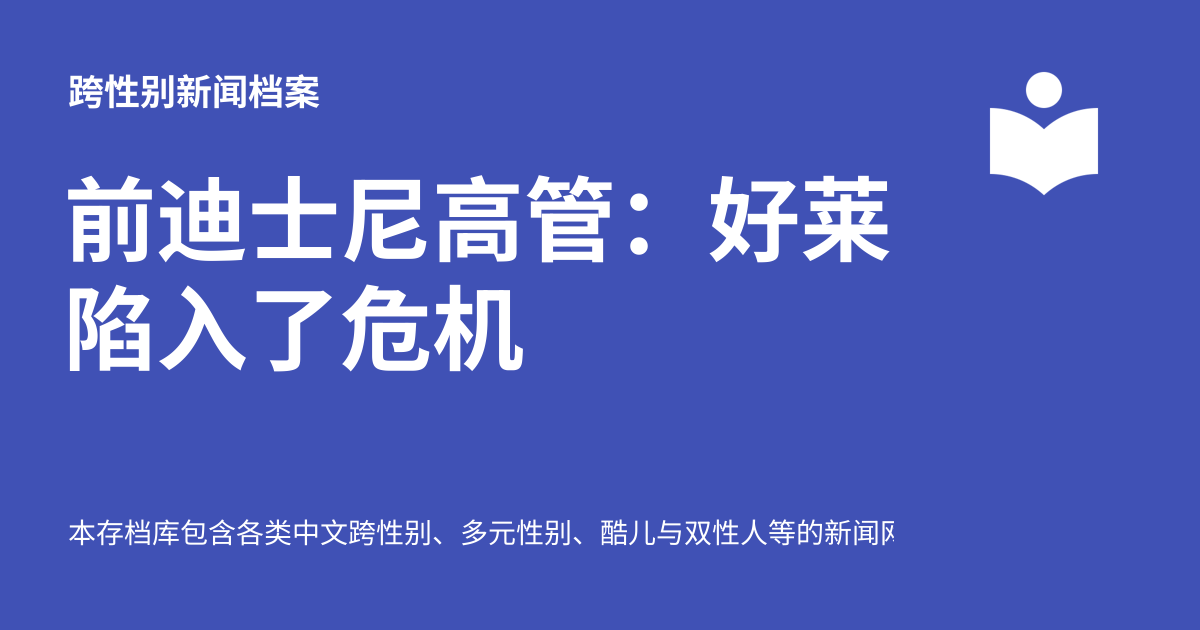 跨性别新闻档案
前迪士尼高管：好莱
陷入了危机
本存档库包含各类中文跨性别、多元性别、酷儿与双性人等的新闻